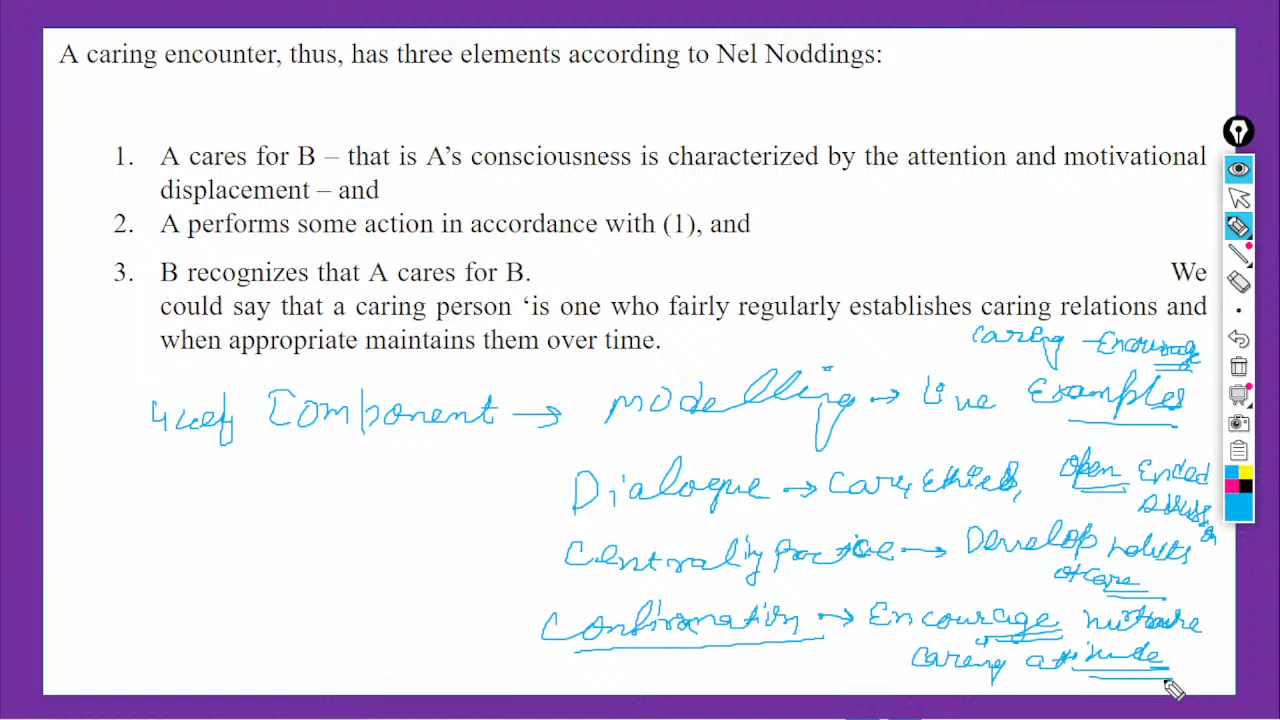 A caring encounter, thus, has three elements according to Nel Noddings:
1. A cares for B – that is A’s consciousness is characterized by the attention and motivational
displacement – and
2. A performs some action in accordance with (1), and
3. B recognizes that A cares for B. We
could say that a caring person ‘is one who fairly regularly establishes caring relations and
when appropriate maintains them over time.
caring – Encourage
4 key Component → modelling → Live Examples
Dialogue → Care, Ethics, open Ended
Centrality Practice → Develop habits
of care
Confirmation → Encourage nurture
caring attitude